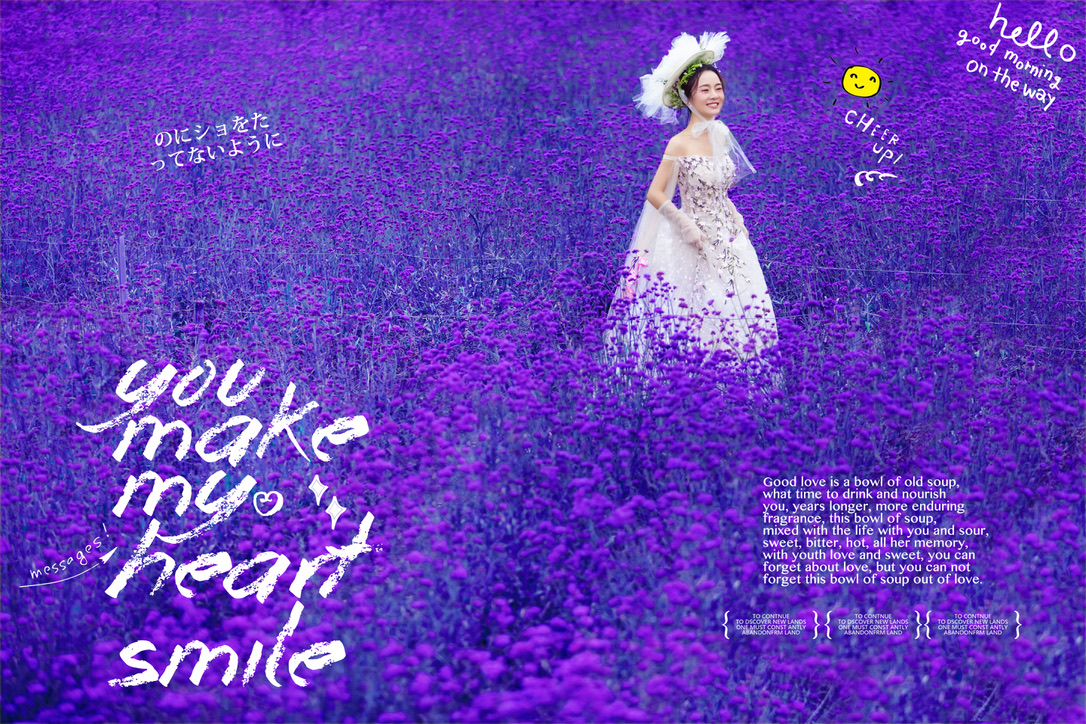 hello
good morning
on the way
CHEER
UP!
のにショをた
ってないように
you
make
my
heart
smile
messages!
Good love is a bowl of old soup,
what time to drink and nourish
you, years longer, more enduring
fragrance, this bowl of soup,
mixed with the life with you and sour,
sweet, bitter, hot, all her memory,
with youth love and sweet, you can
forget about love, but you can not
forget this bowl of soup out of love.
TO CONTNUE
TO DSCOVER NEW LANDS
ONE MUST CONST ANTLY
ABANDONFRM LAND
TO CONTNUE
TO DSCOVER NEW LANDS
ONE MUST CONST ANTLY
ABANDONFRM LAND
TO CONTNUE
TO DSCOVER NEW LANDS
ONE MUST CONST ANTLY
ABANDONFRM LAND